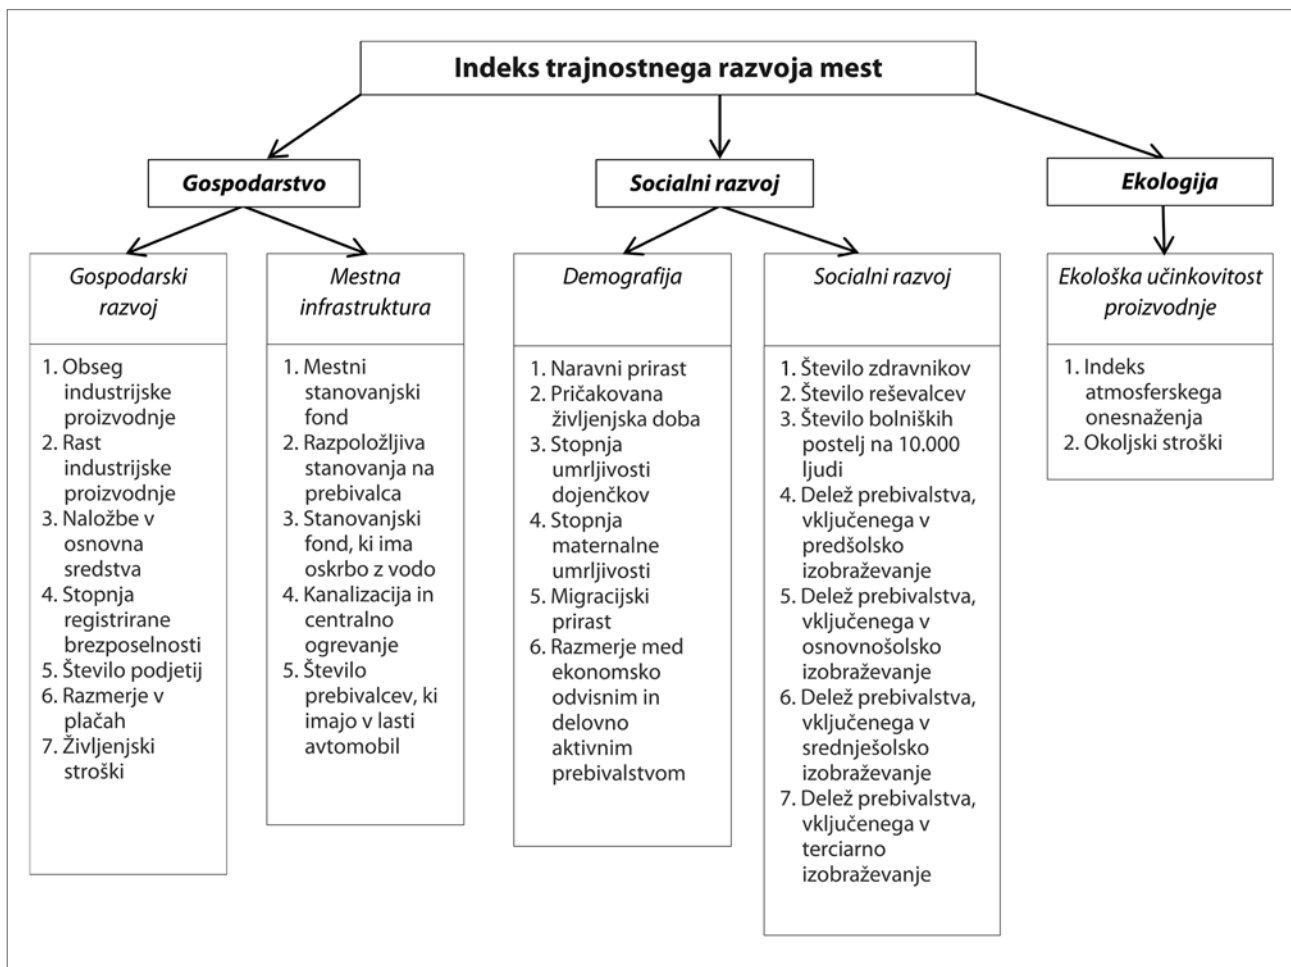 Indeks trajnostnega razvoja mest
Gospodarstvo
Socialni razvoj
Ekologija
Gospodarski
razvoj
1. Obseg
industrijske
proizvodnje
2. Rast
industrijske
proizvodnje
3. Naložbe v
osnovna
sredstva
4. Stopnja
registrirane
brezposelnosti
5. Število podjetij
6. Razmerje v
plačah
7. Življenjski
stroški
Mestna
infrastruktura
1. Mestni
stanovanjski
fond
2. Razpoložljiva
stanovanja na
prebivalca
3. Stanovanjski
fond, ki ima
oskrbo z vodo
4. Kanalizacija in
centralno
ogrevanje
5. Število
prebivalcev, ki
imajo v lasti
avtomobil
Demografija
1. Naravni prirast
2. Pričakovana
življenjska doba
3. Stopnja
umrljivosti
dojenčkov
4. Stopnja
maternalne
umrljivosti
5. Migracijski
prirast
6. Razmerje med
ekonomsko
odvisnim in
delovno
aktivnim
prebivalstvom
Socialni razvoj
1. Število zdravnikov
2. Število reševalcev
3. Število bolniških
postelj na 10.000
ljudi
4. Delež prebivalstva,
vključenega v
predšolsko
izobraževanje
5. Delež prebivalstva,
vključenega v
osnovnošolsko
izobraževanje
6. Delež prebivalstva,
vključenega v
srednješolsko
izobraževanje
7. Delež prebivalstva,
vključenega v
terciarno
izobraževanje
Ekološka učinkovitost
proizvodnje
1. Indeks
atmosferskega
onesnaženja
2. Okoljski stroški